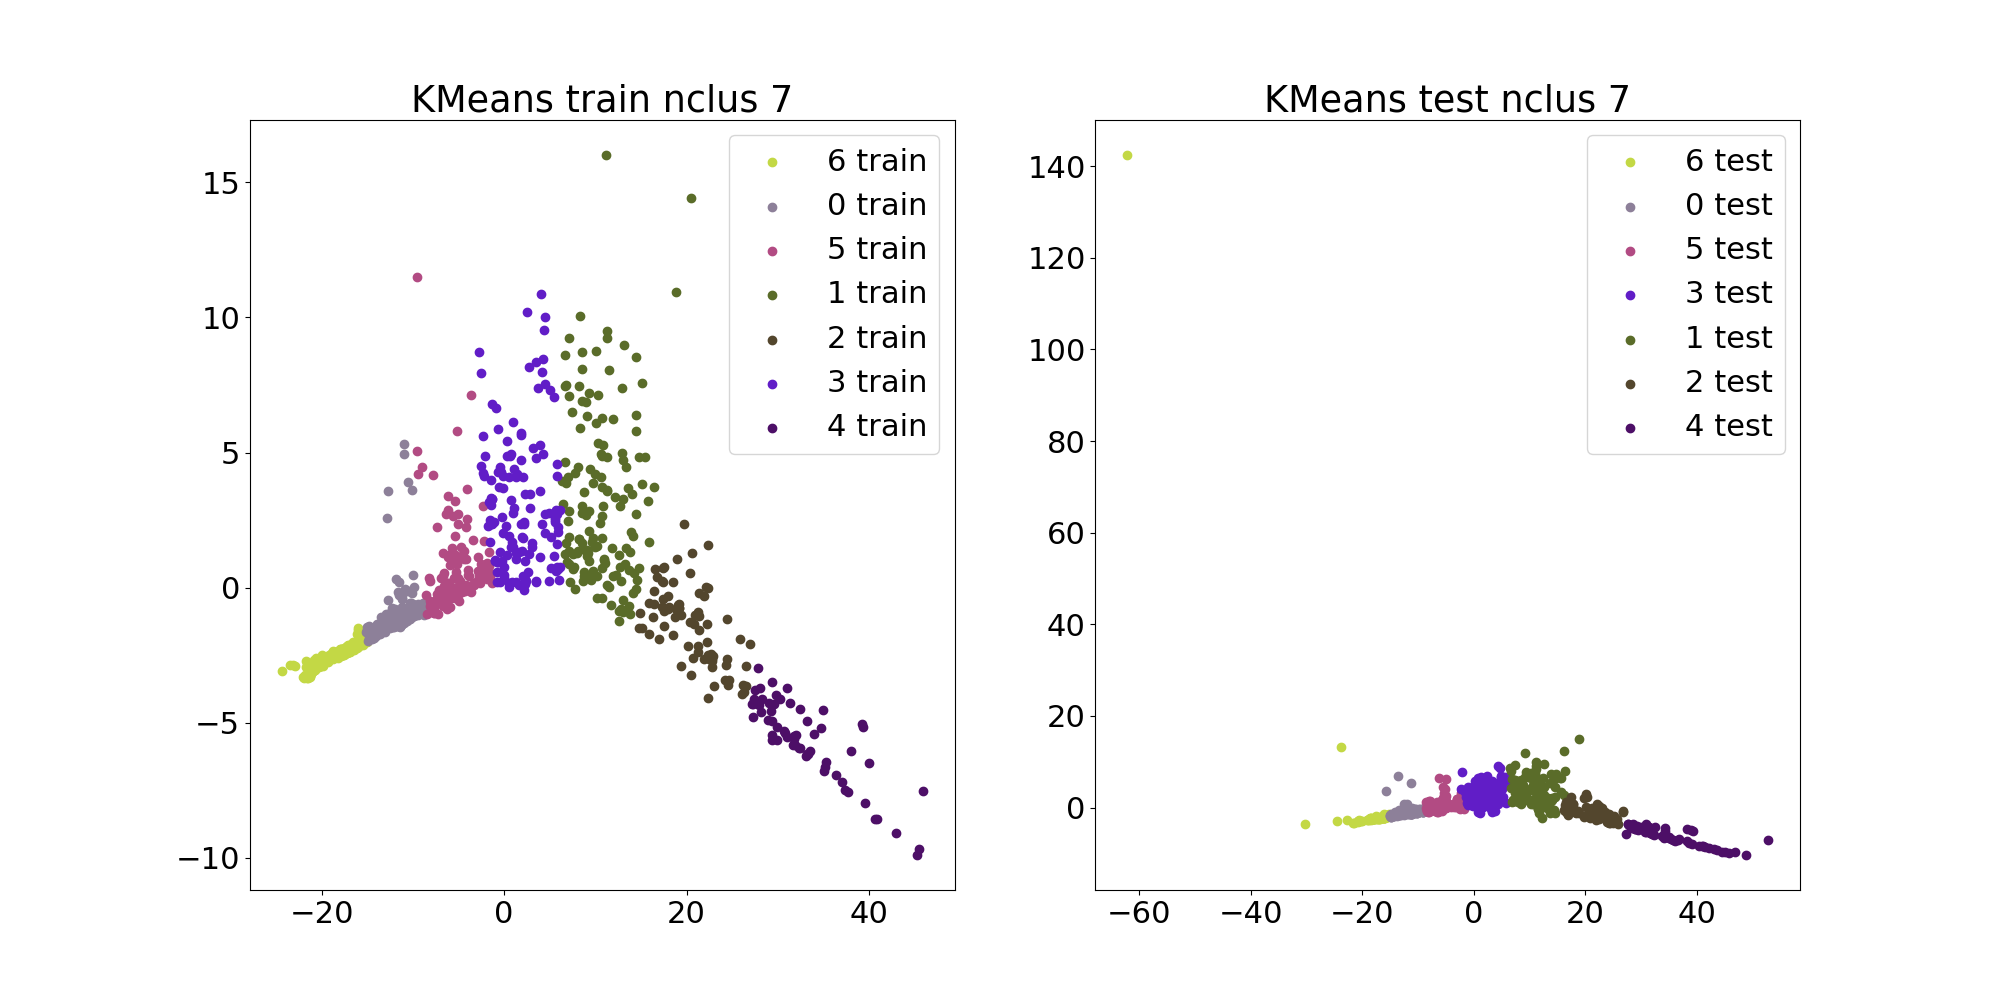 KMeans train nclus 7
15
10
5
0
−5
−10
−20
0
20
40
6 train
0 train
5 train
1 train
2 train
3 train
4 train
KMeans test nclus 7
140
120
100
80
60
40
20
0
−60
−40
−20
0
20
40
6 test
0 test
5 test
3 test
1 test
2 test
4 test